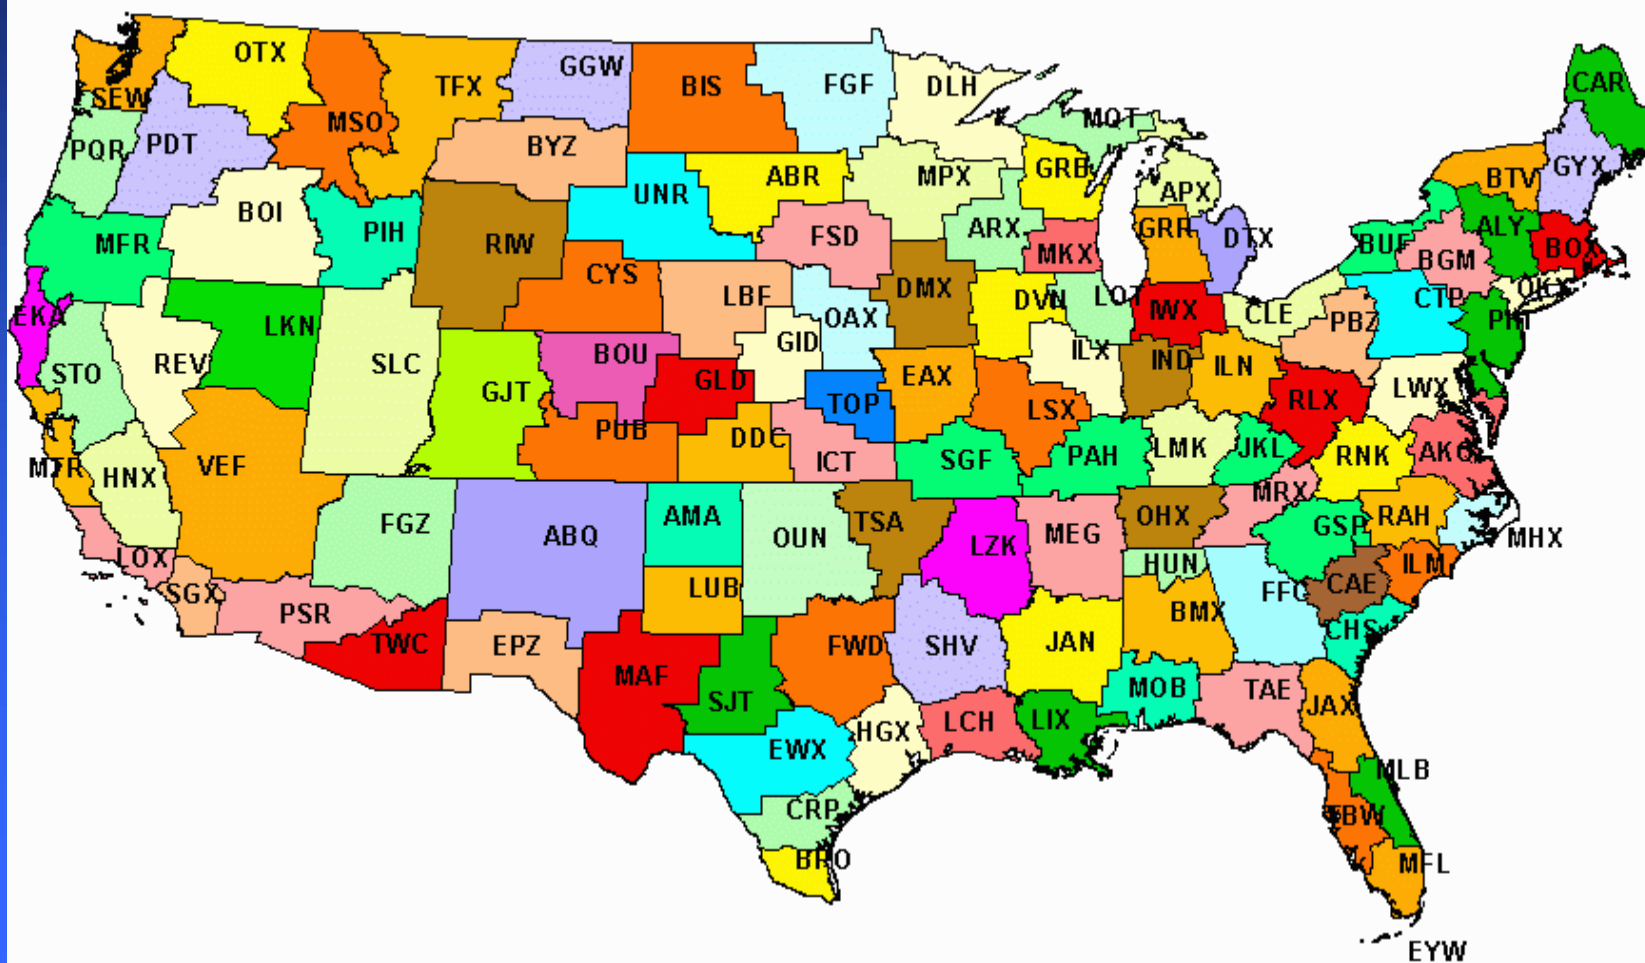 OTX
GGW
CAR
TFX
BIS
FGF
DLH
SEW
MSO
MQT
PQR
PDT
BYZ
GRB
GYX
ABR
MPX
BTV
UNR
APX
BOI
PIH
FSD
ARX
GRR
DTX
ALY
MFR
RIW
MKX
BUF
BOX
BGM
CYS
LBF
DMX
DVN
LOT
IWX
CTP
OKX
EKA
LKN
OAX
CLE
PBZ
PHI
GID
ILX
STO
REV
SLC
BOU
IND
ILN
GJT
GLD
EAX
LWX
TOP
LSX
RLX
PUB
DDC
MTR
HNX
VEF
ICT
SGF
PAH
LMK
JKL
RNK
AKQ
MRX
FGZ
ABQ
AMA
OUN
TSA
LZK
MEG
OHX
GSP
RAH
MHX
LOX
HUN
ILM
SGX
LUB
FFC
CAE
PSR
BMX
TWC
EPZ
FWD
SHV
JAN
CHS
MAF
SJT
MOB
TAE
LCH
LIX
JAX
HGX
EWX
MLB
CRP
TBW
BRO
MFL
EYW